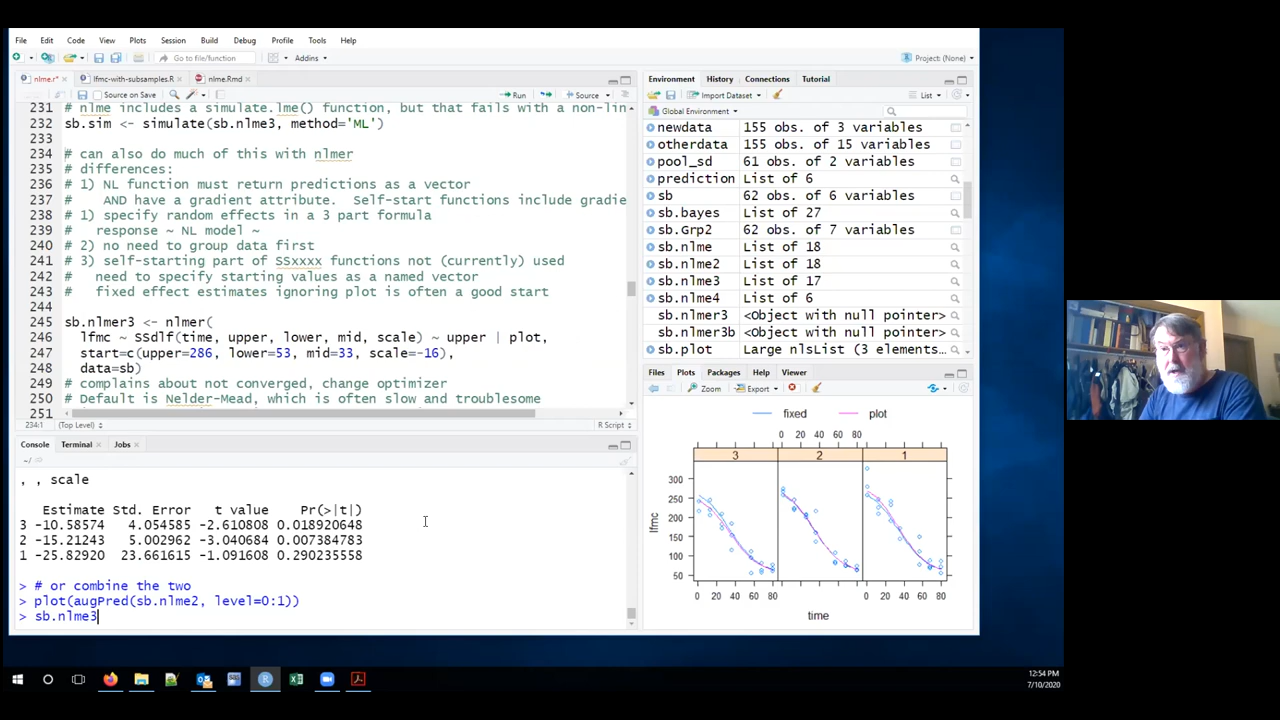 File Edit Code View Plots Session Build Debug Profile Tools Help
Go to file/function Addins Project: (None)
nlme.r* lfmc-with-subsamples.R nlme.Rmd
Source on Save Run Source
231 # nlme includes a simulate.lme() function, but that fails with a non-lin
232 sb.sim <- simulate(sb.nlme3, method='ML')
233
234 # can also do much of this with nlmer
235 # differences:
236 # 1) NL function must return predictions as a vector
237 # AND have a gradient attribute. Self-start functions include gradie
238 # 1) specify random effects in a 3 part formula
239 # response ~ NL model ~
240 # 2) no need to group data first
241 # 3) self-starting part of SSxxxx functions not (currently) used
242 # need to specify starting values as a named vector
243 # fixed effect estimates ignoring plot is often a good start
244
245 sb.nlmer3 <- nlmer(
246 lfmc ~ SSdlf(time, upper, lower, mid, scale) ~ upper | plot,
247 start=c(upper=286, lower=53, mid=33, scale=-16),
248 data=sb)
249 # complains about not converged, change optimizer
250 # Default is Nelder-Mead, which is often slow and troublesome
251
234:1 (Top Level) R Script
Console Terminal Jobs
~/
, , scale
Estimate Std. Error t value Pr(>|t|)
3 -10.58574 4.054585 -2.610808 0.018920648
2 -15.21243 5.002962 -3.040684 0.007384783
1 -25.82920 23.661615 -1.091608 0.290235558
> # or combine the two
> plot(augPred(sb.nlme2, level=0:1))
> sb.nlme3
Environment History Connections Tutorial
Import Dataset List
Global Environment
newdata 155 obs. of 3 variables
otherdata 155 obs. of 15 variables
pool_sd 61 obs. of 2 variables
prediction List of 6
sb 62 obs. of 6 variables
sb.bayes List of 27
sb.Grp2 62 obs. of 7 variables
sb.nlme List of 18
sb.nlme2 List of 18
sb.nlme3 List of 17
sb.nlme4 List of 6
sb.nlmer3 <Object with null pointer>
sb.nlmer3b <Object with null pointer>
sb.plot Large nlsList (3 elements…
Files Plots Packages Help Viewer
Zoom Export
fixed plot
0 20 40 60 80
3 2 1
300
250
200
150
100
50
lfmc
0 20 40 60 80 0 20 40 60 80
time
12:54 PM
7/10/2020